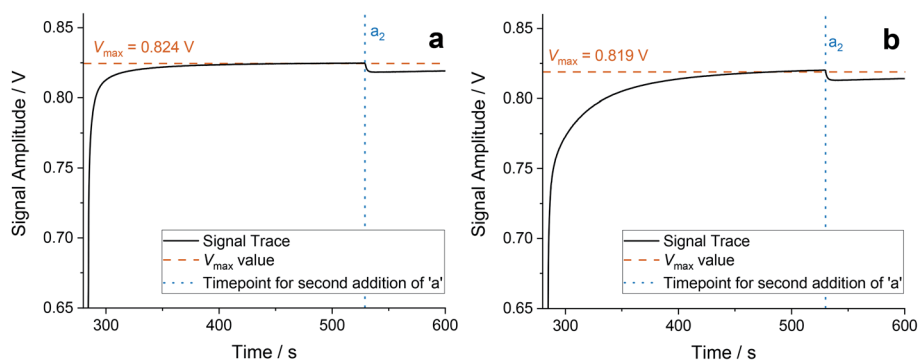 a
V_max = 0.824 V
a₂
Signal Amplitude / V
0.85
0.80
0.75
0.70
0.65
Signal Trace
V_max value
Timepoint for second addition of 'a'
300
400
500
600
Time / s
b
V_max = 0.819 V
a₂
Signal Amplitude / V
0.85
0.80
0.75
0.70
0.65
Signal Trace
V_max value
Timepoint for second addition of 'a'
300
400
500
600
Time / s